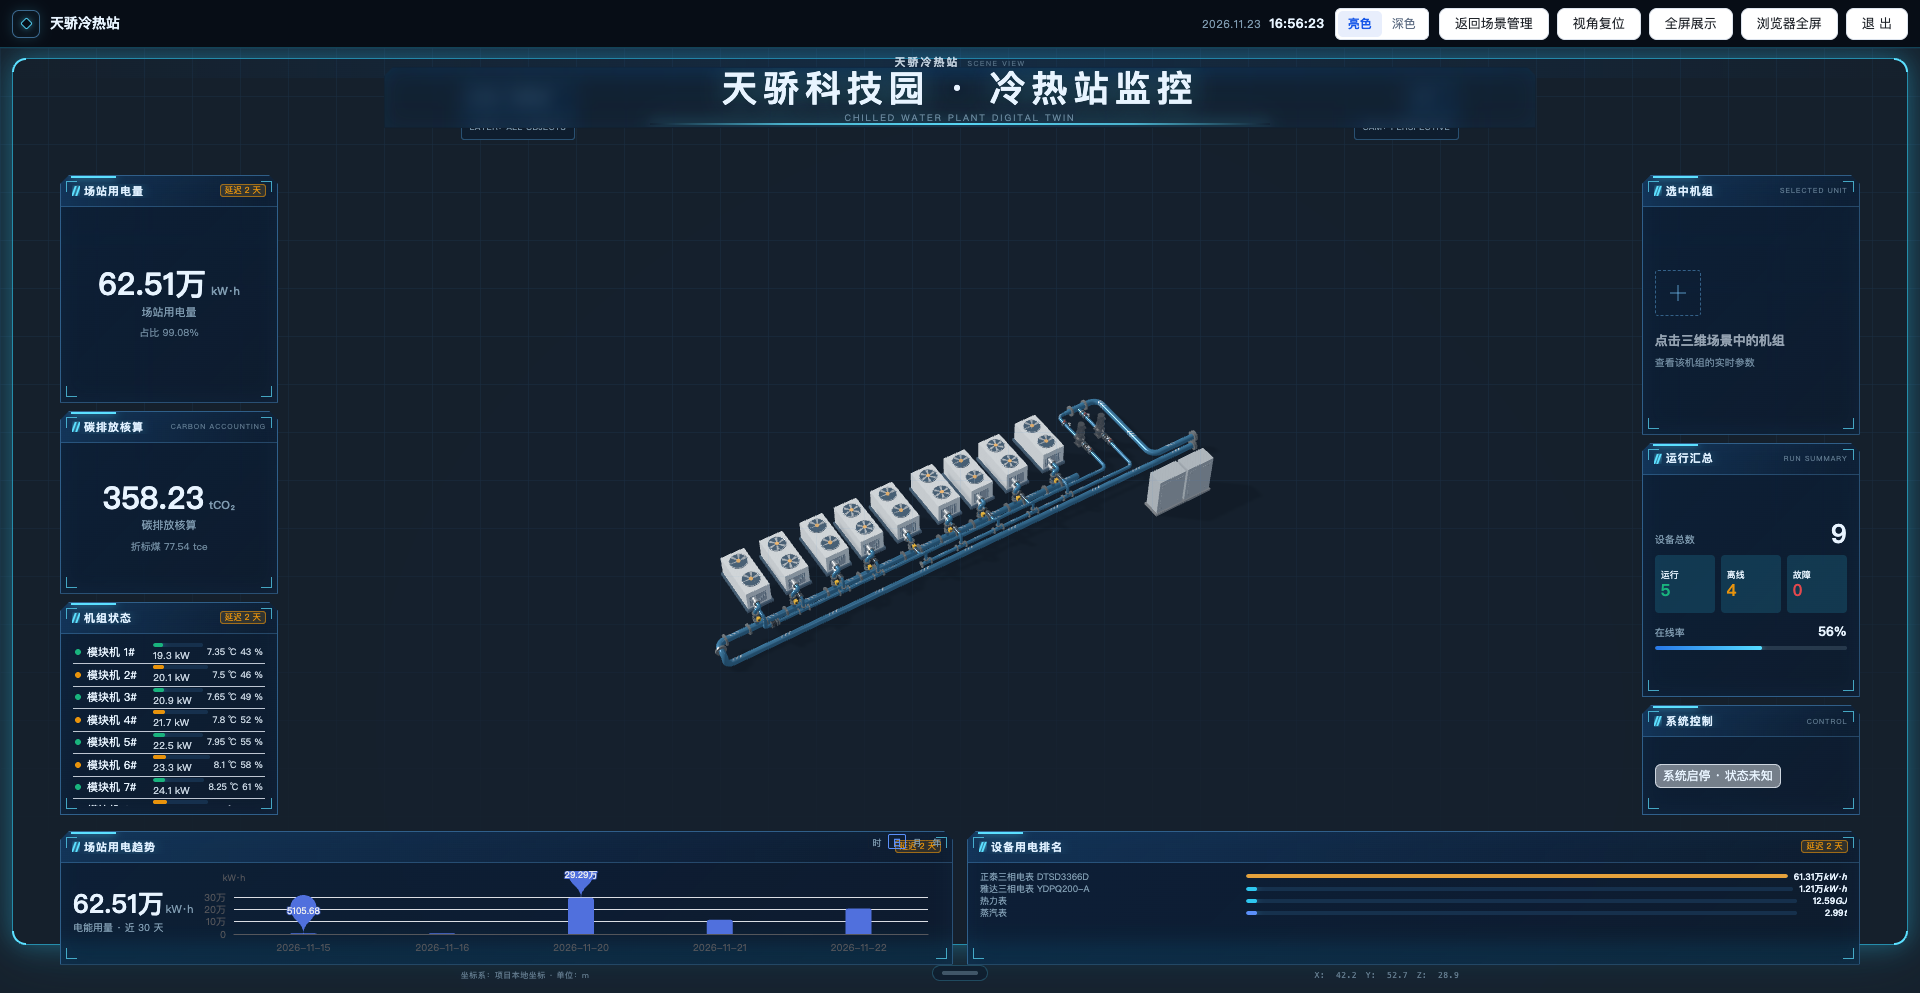 天骄冷热站
2026.11.23 16:56:23 亮色 深色 返回场景管理 视角复位 全屏展示 浏览器全屏 退 出
天骄冷热站 SCENE VIEW
天骄科技园 · 冷热站监控
CHILLED WATER PLANT DIGITAL TWIN
LAYER: ALL OBJECTS
CAM: PERSPECTIVE
场站用电量 延迟 2 天
62.51万 kW·h
场站用电量
占比 99.08%
碳排放核算 CARBON ACCOUNTING
358.23 tCO₂
碳排放核算
折标煤 77.54 tce
机组状态 延迟 2 天
模块机 1# 19.3 kW 7.35 ℃ 43 %
模块机 2# 20.1 kW 7.5 ℃ 46 %
模块机 3# 20.9 kW 7.65 ℃ 49 %
模块机 4# 21.7 kW 7.8 ℃ 52 %
模块机 5# 22.5 kW 7.95 ℃ 55 %
模块机 6# 23.3 kW 8.1 ℃ 58 %
模块机 7# 24.1 kW 8.25 ℃ 61 %
选中机组 SELECTED UNIT
点击三维场景中的机组
查看该机组的实时参数
运行汇总 RUN SUMMARY
设备总数 9
运行 离线 故障
5 4 0
在线率 56%
系统控制 CONTROL
系统启停 · 状态未知
场站用电趋势 时 日 月 年 延迟 2 天
62.51万 kW·h
电能用量 · 近 30 天
kW·h
30万
20万
10万
0
5105.68
29.29万
2026-11-15 2026-11-16 2026-11-20 2026-11-21 2026-11-22
设备用电排名 延迟 2 天
正泰三相电表 DTSD3366D 61.31万kW·h
雅达三相电表 YDPQ200-A 1.21万kW·h
热力表 12.59GJ
蒸汽表 2.99t
坐标系: 项目本地坐标 · 单位: m
X: 42.2 Y: 52.7 Z: 28.9